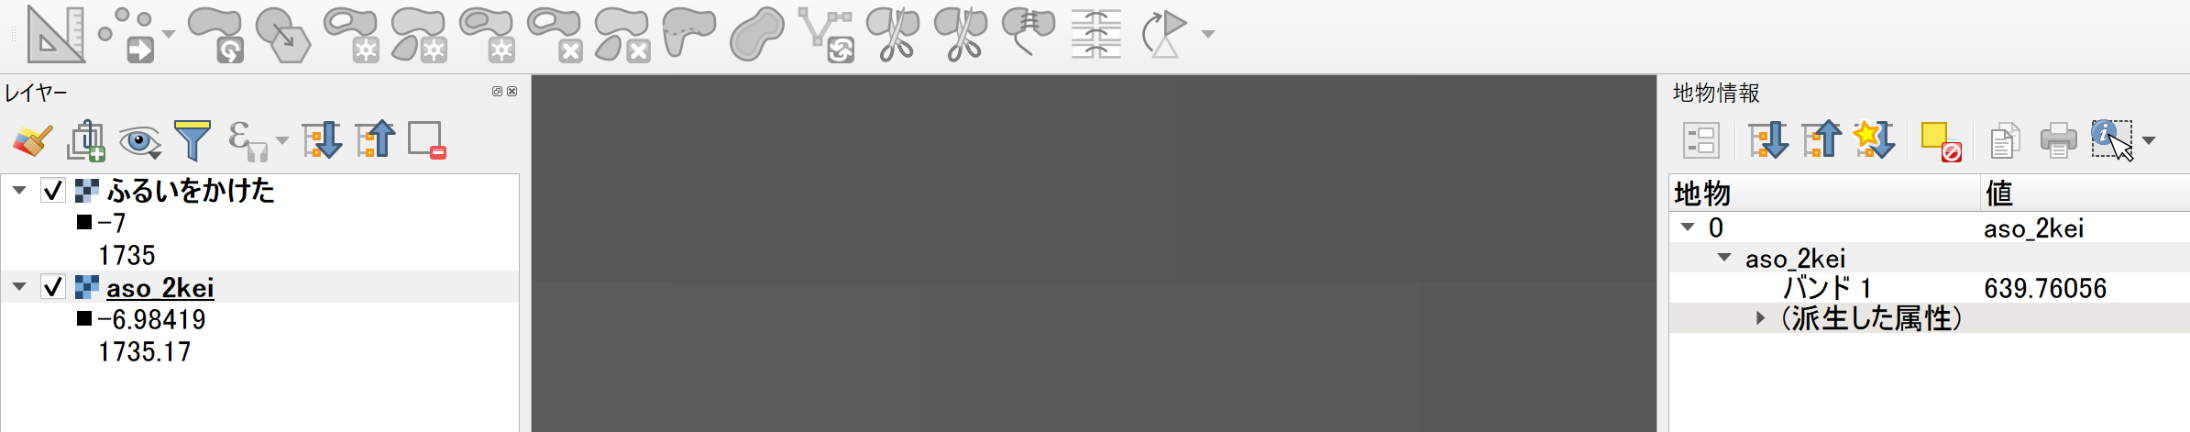 レイヤー
ふるいをかけた
-7
1735
aso_2kei
-6.98419
1735.17
地物情報
地物 値
0 aso_2kei
aso_2kei
バンド 1 639.76056
(派生した属性)